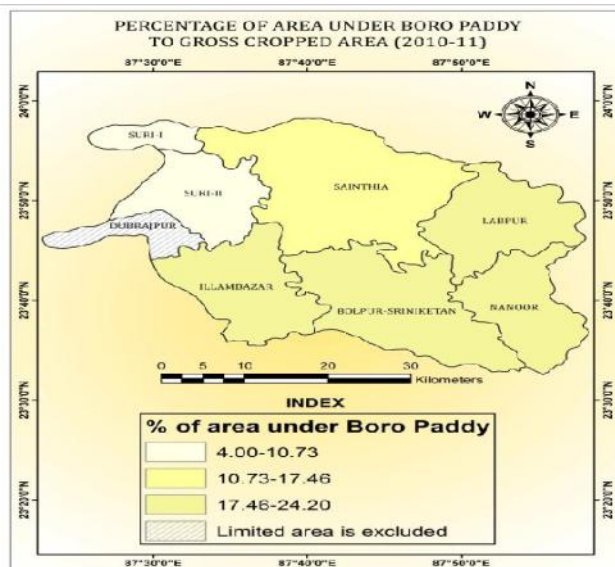 PERCENTAGE OF AREA UNDER BORO PADDY
TO GROSS CROPPED AREA (2010-11)
87°30'0"E 87°40'0"E 87°50'0"E
24°0'0"N 24°0'0"N
N
W E
S
SURI-I
SURI-II
SAINTHIA
23°50'0"N 23°50'0"N
LABPUR
DUBRAJPUR
ILLAMBAZAR
BOLPUR-SRINIKETAN
NANOOR
23°40'0"N 23°40'0"N
0 5 10 20 30
Kilometers
23°30'0"N 23°30'0"N
INDEX
% of area under Boro Paddy
4.00-10.73
10.73-17.46
17.46-24.20
Limited area is excluded
23°20'0"N 23°20'0"N
87°30'0"E 87°40'0"E 87°50'0"E